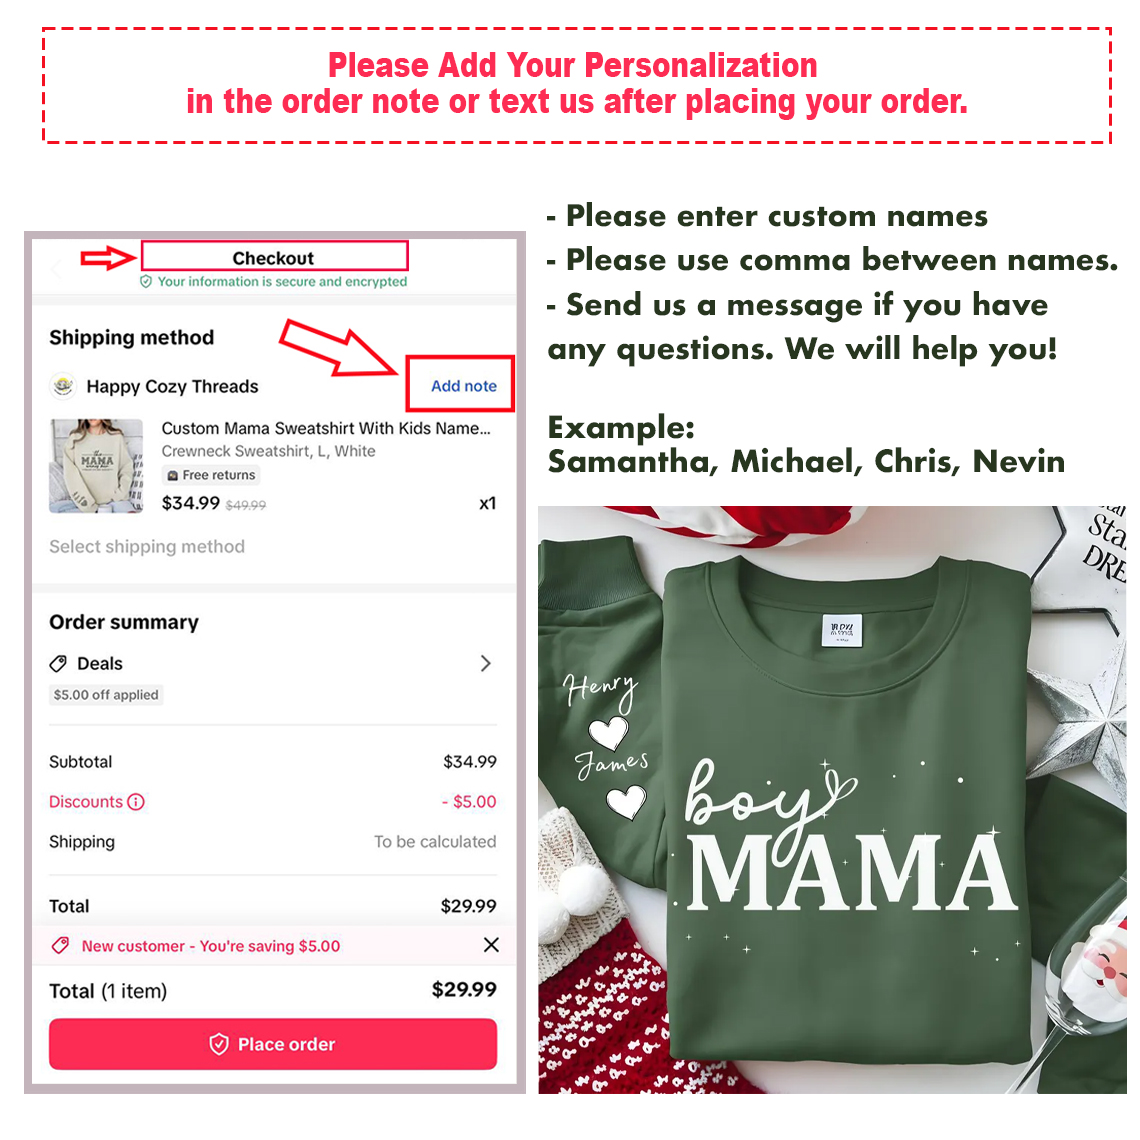 Please Add Your Personalization
in the order note or text us after placing your order.
- Please enter custom names
- Please use comma between names.
- Send us a message if you have
any questions. We will help you!
Example:
Samantha, Michael, Chris, Nevin
Checkout
Your information is secure and encrypted
Shipping method
Happy Cozy Threads
Add note
Custom Mama Sweatshirt With Kids Name...
Crewneck Sweatshirt, L, White
Free returns
$34.99 $49.99
x1
MAMA
Select shipping method
Order summary
Deals
$5.00 off applied
Subtotal
$34.99
Discounts
- $5.00
Shipping
To be calculated
Total
$29.99
New customer - You're saving $5.00
Total (1 item)
$29.99
Place order
Henry
James
boy
MAMA